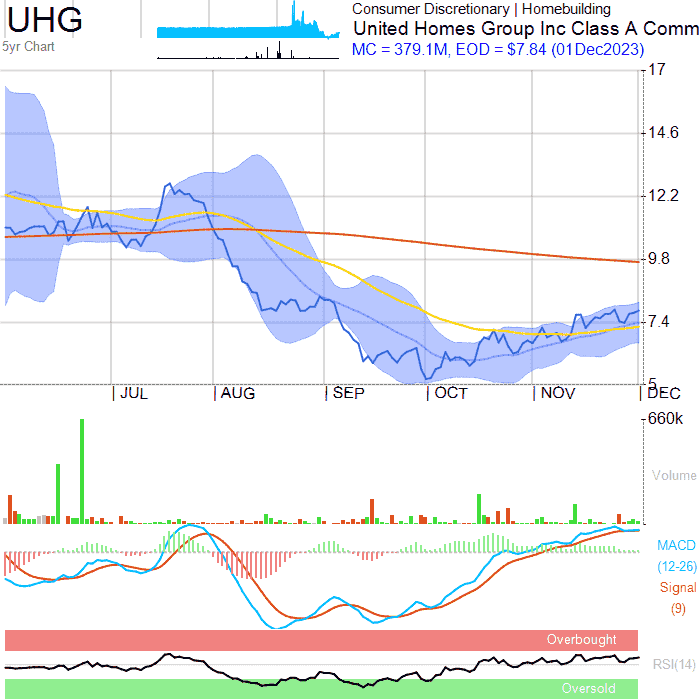 UHG
5yr Chart
Consumer Discretionary | Homebuilding
United Homes Group Inc Class A Comm
MC = 379.1M, EOD = $7.84 (01Dec2023)
17
14.6
12.2
9.8
7.4
5
JUL AUG SEP OCT NOV DEC
660k
Volume
MACD
(12-26)
Signal
(9)
Overbought
RSI(14)
Oversold